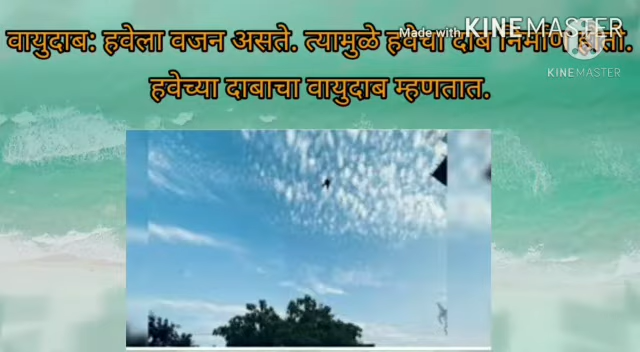 वायुदाब: हवेला वजन असते. त्यामुळे हवेचा दाब निर्माण होतो.
Made with KINEMASTER
KINEMASTER
हवेच्या दाबाचा वायुदाब म्हणतात.